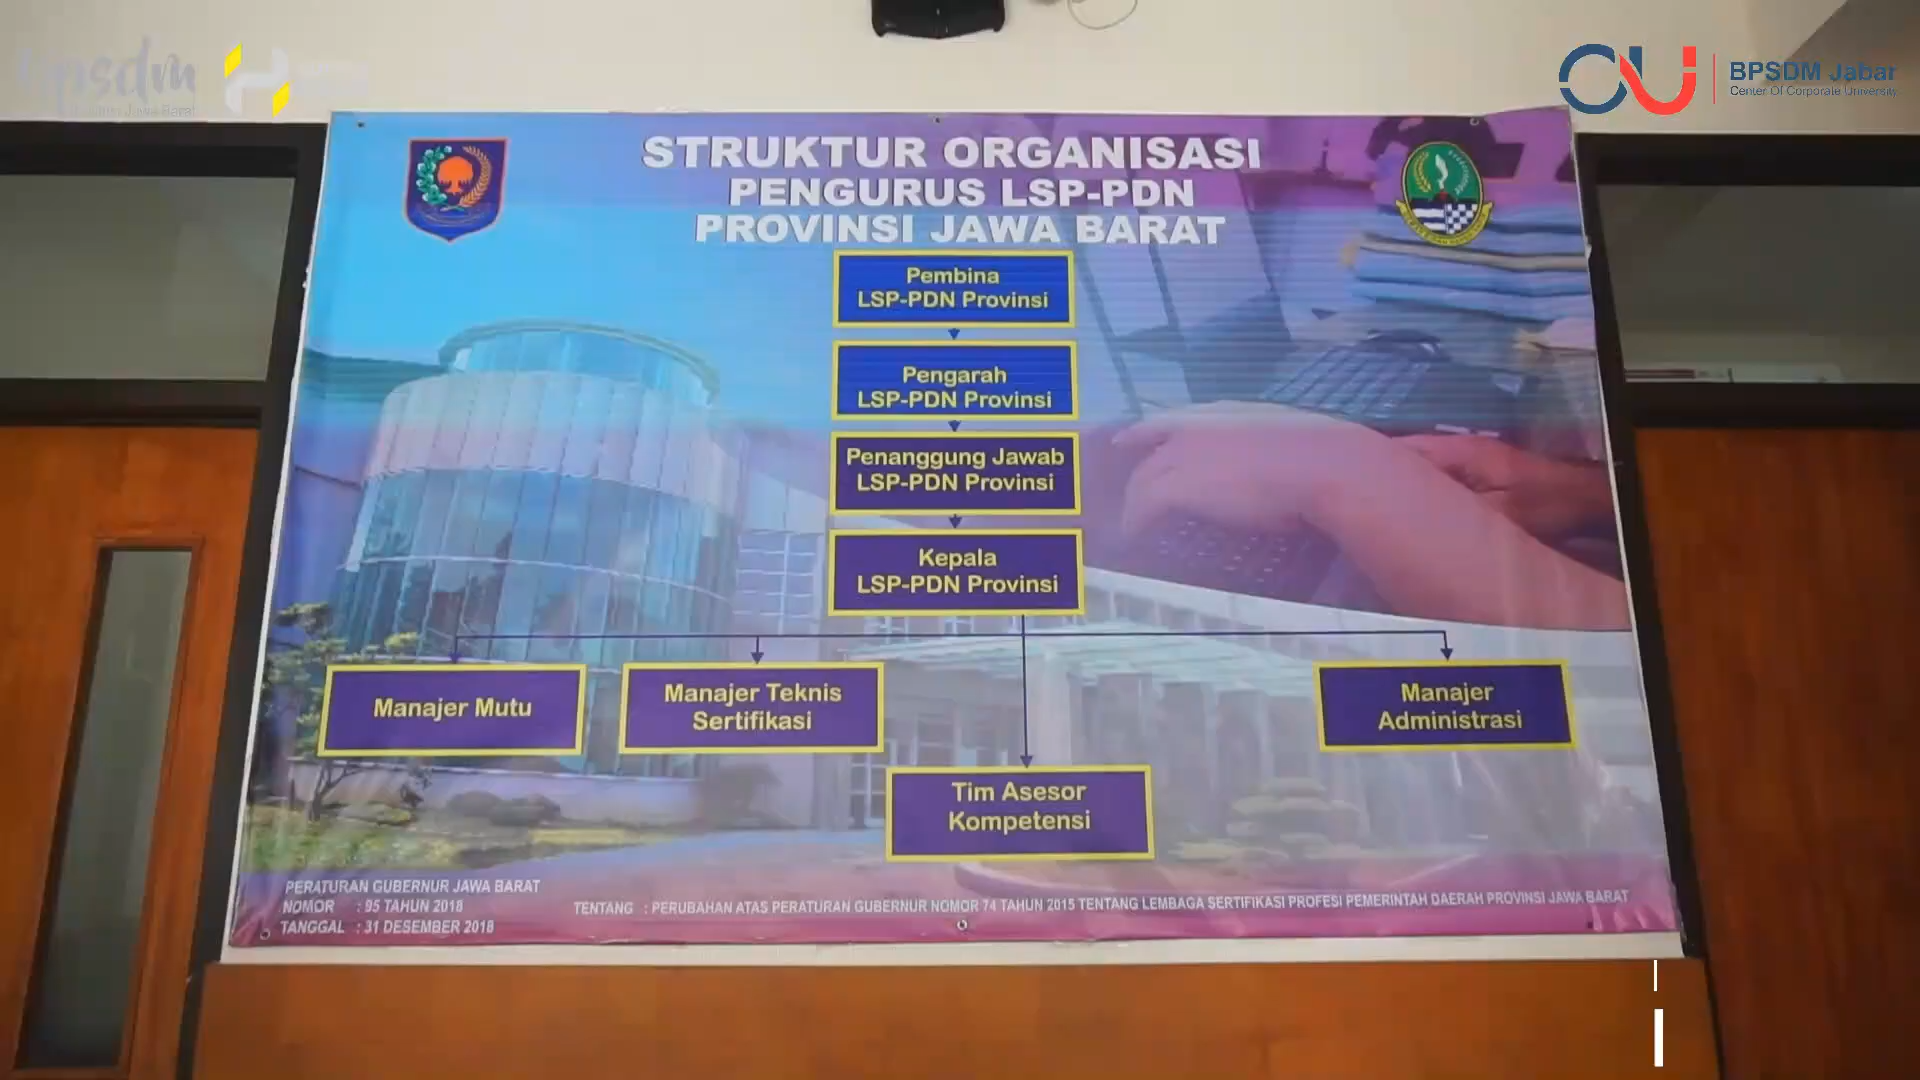 bpsdm
BPSDM Jabar
Center Of Corporate University
STRUKTUR ORGANISASI
PENGURUS LSP-PDN
PROVINSI JAWA BARAT
Pembina
LSP-PDN Provinsi
Pengarah
LSP-PDN Provinsi
Penanggung Jawab
LSP-PDN Provinsi
Kepala
LSP-PDN Provinsi
Manajer Mutu
Manajer Teknis
Sertifikasi
Manajer
Administrasi
Tim Asesor
Kompetensi
PERATURAN GUBERNUR JAWA BARAT
NOMOR : 95 TAHUN 2018
TANGGAL : 31 DESEMBER 2018
TENTANG : PERUBAHAN ATAS PERATURAN GUBERNUR NOMOR 74 TAHUN 2015 TENTANG LEMBAGA SERTIFIKASI PROFESI PEMERINTAH DAERAH PROVINSI JAWA BARAT